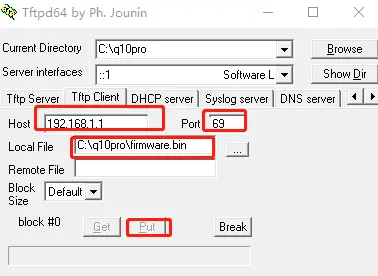 Tftpd64 by Ph. Jounin
Current Directory C:\q10pro Browse
Server interfaces ::1 Software L Show Dir
Tftp Server Tftp Client DHCP server Syslog server DNS server
Host 192.168.1.1 Port 69
Local File C:\q10pro\firmware.bin ...
Remote File
Block
Size Default
block #0 Get Put Break